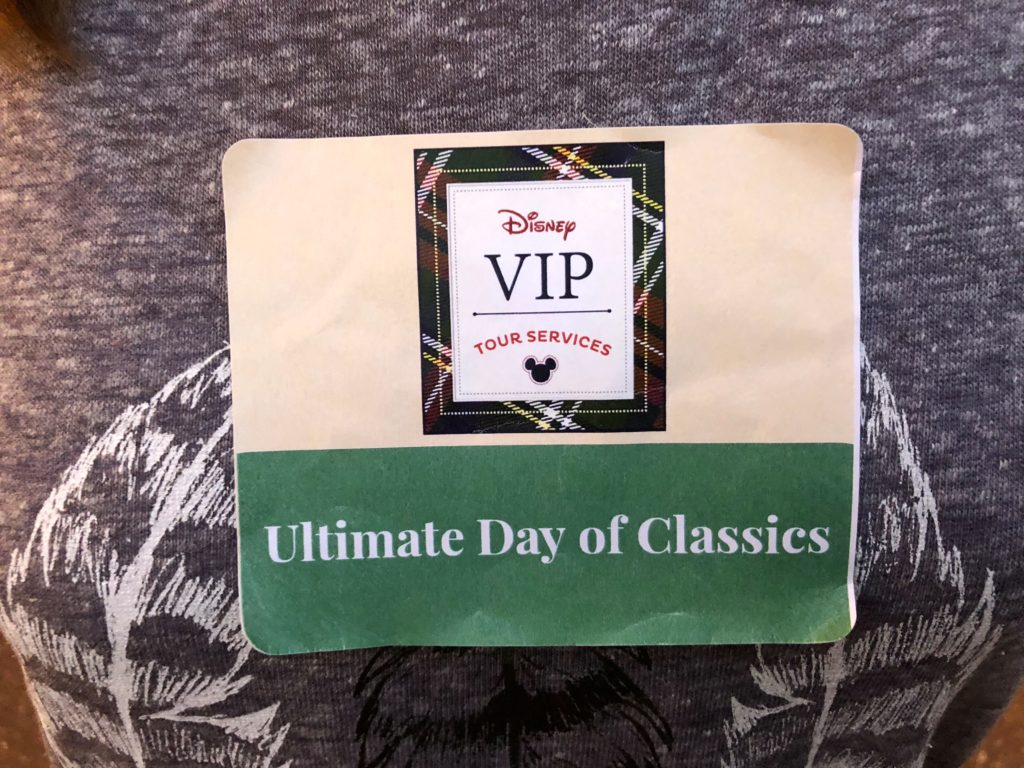 Disney
VIP
TOUR SERVICES
Ultimate Day of Classics